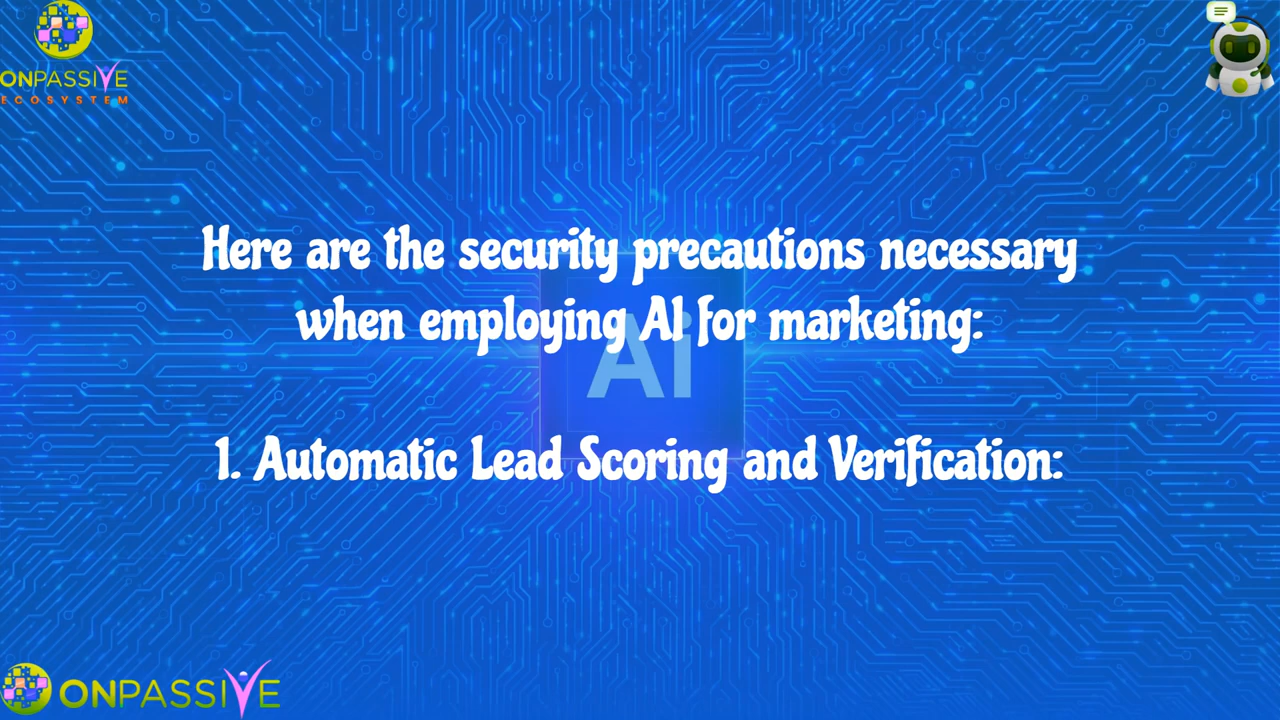 ONPASSIVE
ECOSYSTEM
Here are the security precautions necessary
when employing AI for marketing:
Ai
1. Automatic Lead Scoring and Verification:
ONPASSIVE